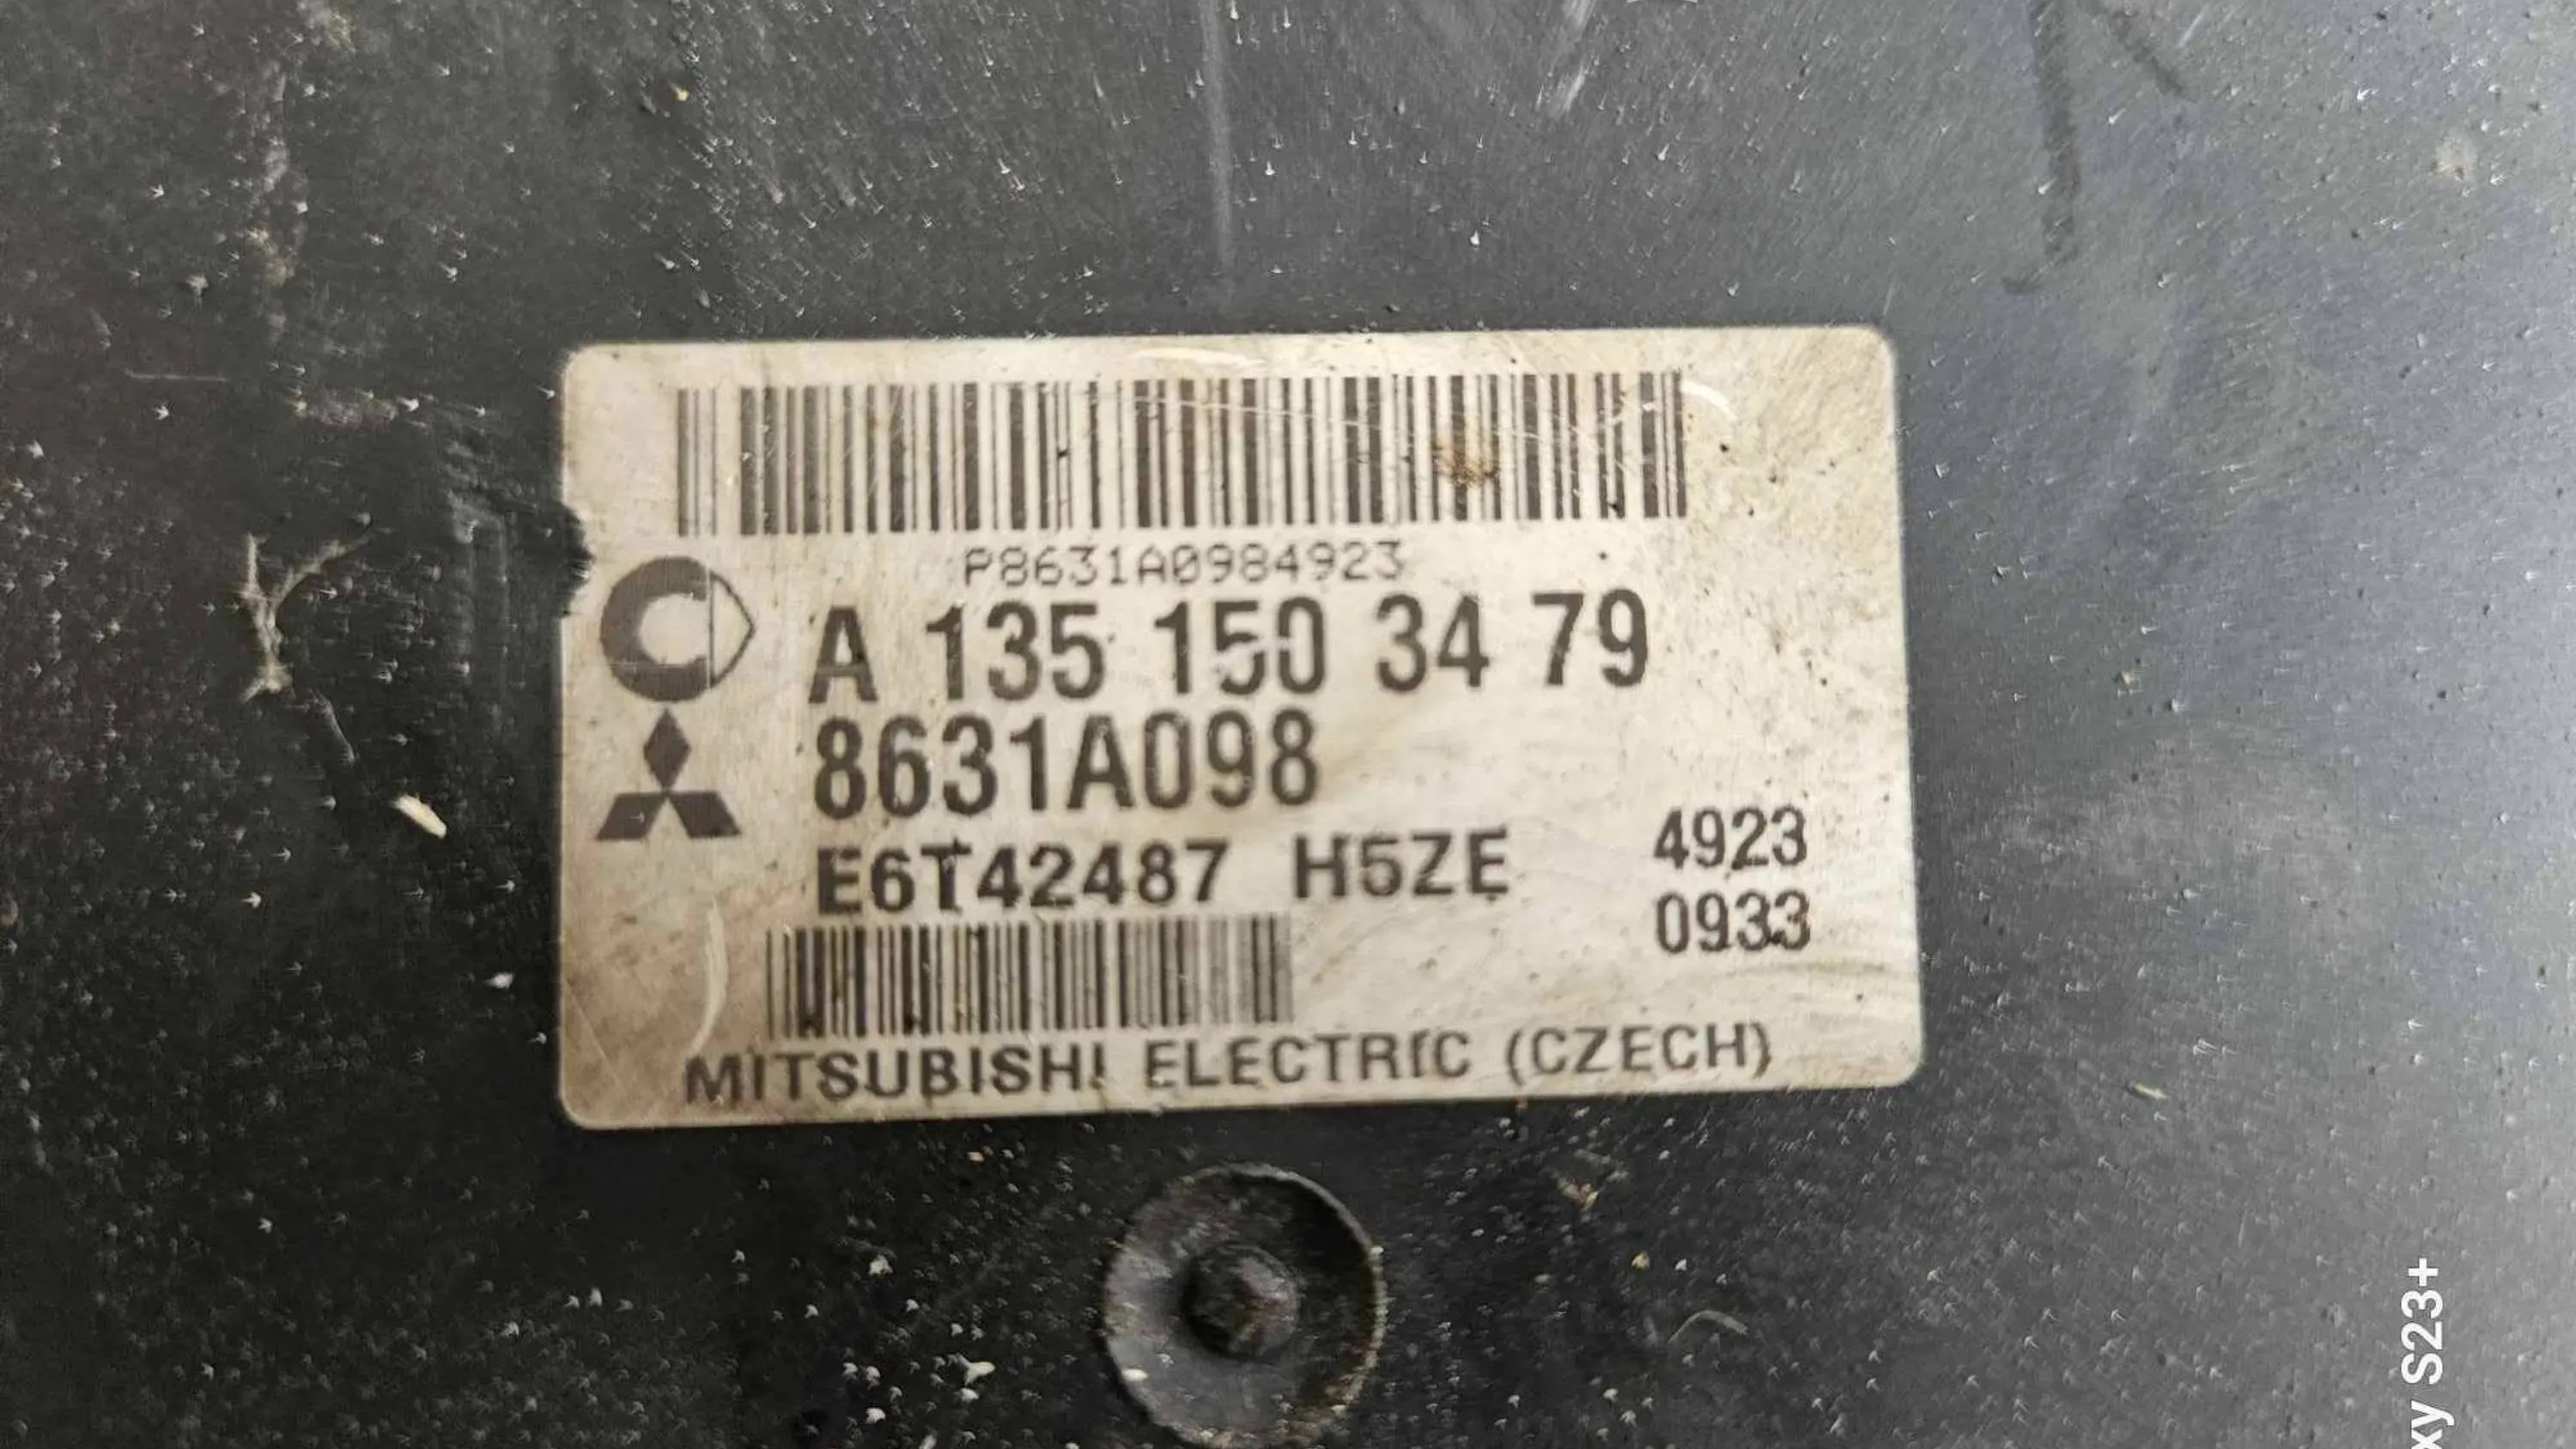 P8631A0984923
A 135 150 34 79
8631A098
E6T42487 H5ZE
4923
0933
MITSUBISHI ELECTRIC (CZECH)
xy S23+